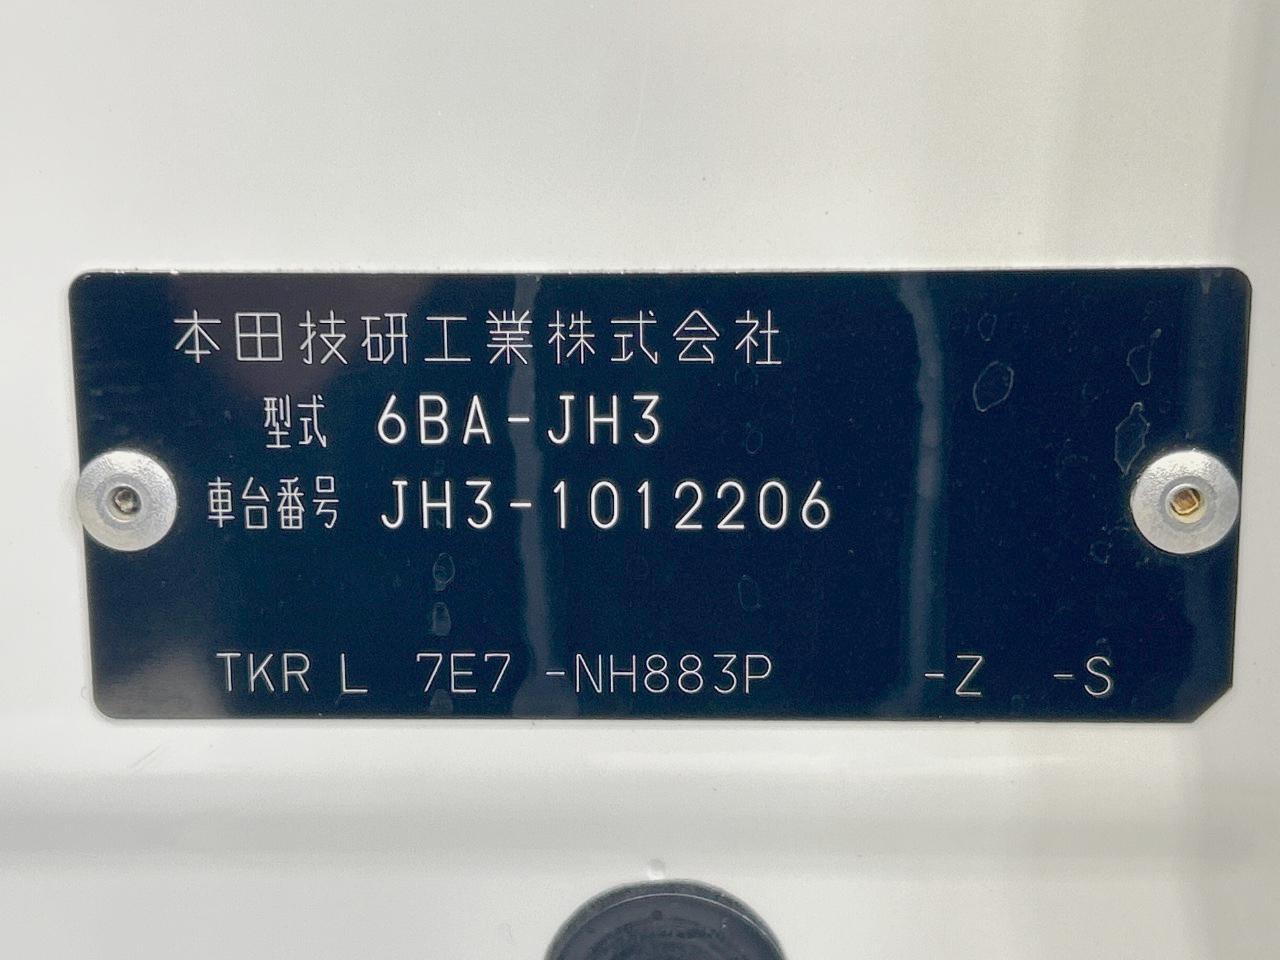 本田技研工業株式会社
型式 6BA-JH3
車台番号 JH3-1012206
TKR L 7E7 -NH883P -Z -S